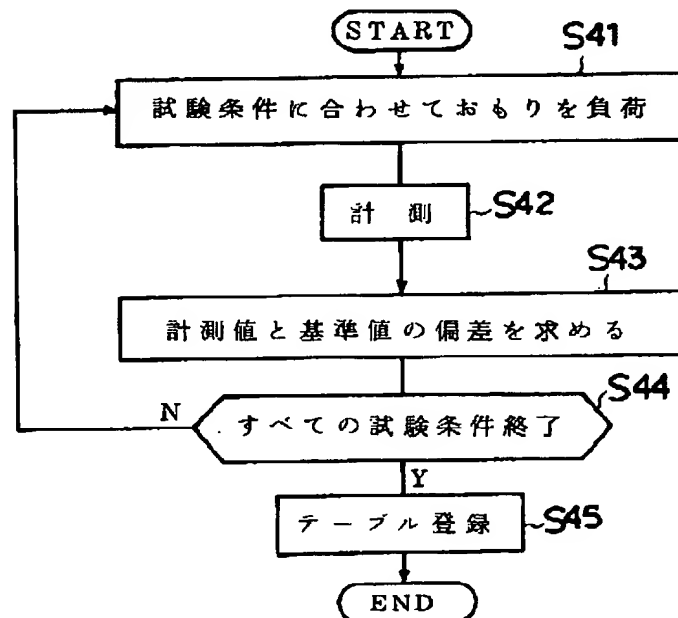 START
S41
試験条件に合わせておもりを負荷
計測
S42
S43
計測値と基準値の偏差を求める
S44
N
すべての試験条件終了
Y
テーブル登録
S45
END